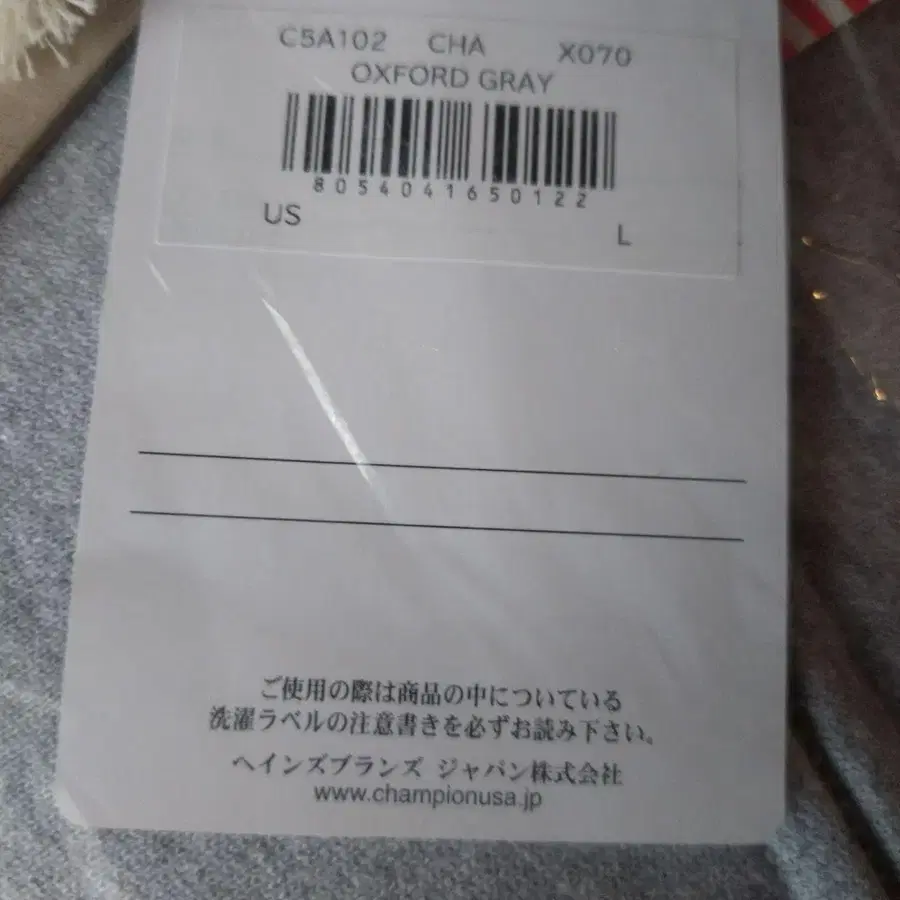 C5A102 CHA X070
OXFORD GRAY
8054041650122
US L
ご使用の際は商品の中についている
洗濯ラベルの注意書きを必ずお読み下さい。
ヘインズブランズ ジャパン株式会社
www.championusa.jp